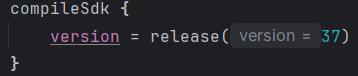 compileSdk {
    version = release( version = 37)
}